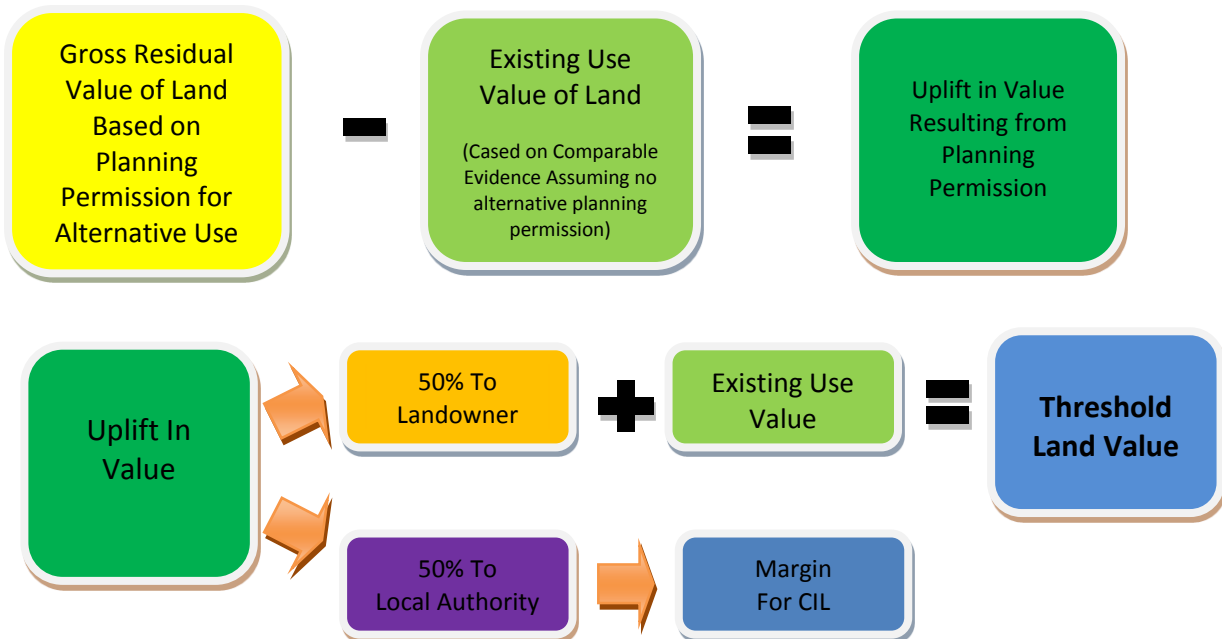 Gross Residual
Value of Land
Based on
Planning
Permission for
Alternative Use
Existing Use
Value of Land
(Cased on Comparable
Evidence Assuming no
alternative planning
permission)
Uplift in Value
Resulting from
Planning
Permission
Uplift In
Value
50% To
Landowner
Existing Use
Value
Threshold
Land Value
50% To
Local Authority
Margin
For CIL